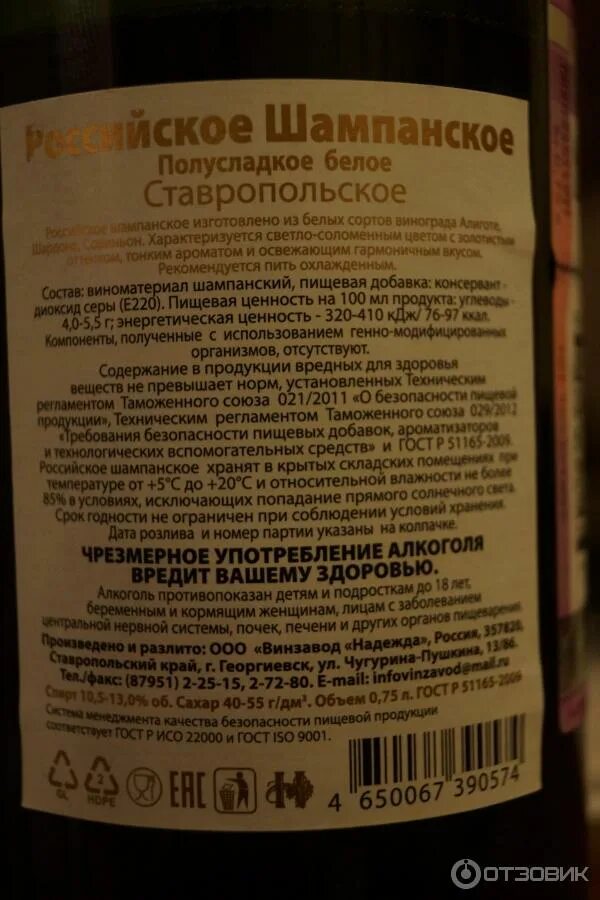 Российское Шампанское
Полусладкое белое
Ставропольское
Российское шампанское изготовлено из белых сортов винограда Алиготе,
Шардоне, Совиньон. Характеризуется светло-соломенным цветом с золотистым
оттенком, тонким ароматом и освежающим гармоничным вкусом.
Рекомендуется пить охлажденным.
Состав: виноматериал шампанский, пищевая добавка: консервант -
диоксид серы (Е220). Пищевая ценность на 100 мл продукта: углеводы -
4,0-5,5 г; энергетическая ценность - 320-410 кДж/ 76-97 ккал.
Компоненты, полученные с использованием генно-модифицированных
организмов, отсутствуют.
Содержание в продукции вредных для здоровья
веществ не превышает норм, установленных Техническим
регламентом Таможенного союза 021/2011 «О безопасности пищевой
продукции», Техническим регламентом Таможенного союза 029/2012
«Требования безопасности пищевых добавок, ароматизаторов
и технологических вспомогательных средств» и ГОСТ Р 51165-2009.
Российское шампанское хранят в крытых складских помещениях при
температуре от +5°С до +20°С и относительной влажности не более
85% в условиях, исключающих попадание прямого солнечного света.
Срок годности не ограничен при соблюдении условий хранения.
Дата розлива и номер партии указаны на колпачке.
ЧРЕЗМЕРНОЕ УПОТРЕБЛЕНИЕ АЛКОГОЛЯ
ВРЕДИТ ВАШЕМУ ЗДОРОВЬЮ.
Алкоголь противопоказан детям и подросткам до 18 лет,
беременным и кормящим женщинам, лицам с заболеванием
центральной нервной системы, почек, печени и других органов пищеварения.
Произведено и разлито: ООО «Винзавод «Надежда», Россия, 357820,
Ставропольский край, г. Георгиевск, ул. Чугурина-Пушкина, 13/86.
Тел./факс: (87951) 2-25-15, 2-72-80. E-mail: infovinzavod@mail.ru
Спирт 10,5-13,0% об. Сахар 40-55 г/дм³. Объем 0,75 л. ГОСТ Р 51165-2009
Система менеджмента качества безопасности пищевой продукции
соответствует ГОСТ Р ИСО 22000 и ГОСТ ISO 9001.
GL
2
HDPE
EAC
4 650067 390574
ОТЗОВИК